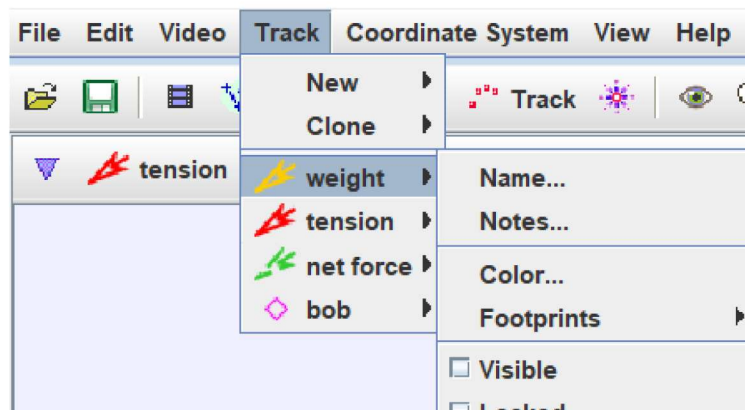 File Edit Video Track Coordinate System View Help
Track
tension
New
Clone
weight
tension
net force
bob
Name...
Notes...
Color...
Footprints
Visible